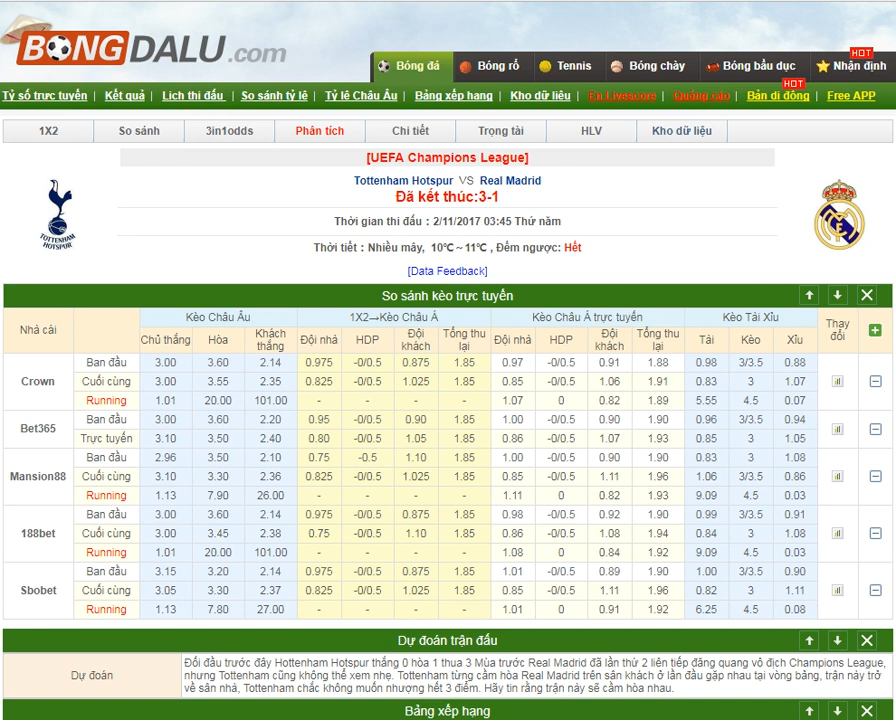 BONGDALU.com
Bóng đá Bóng rổ Tennis Bóng chày Bóng bầu dục HOT Nhận định
Tỷ số trực tuyến | Kết quả | Lịch thi đấu | So sánh tỷ lệ | Tỷ lệ Châu Âu | Bảng xếp hạng | Kho dữ liệu | Fun Livescore | Quảng cáo | HOT Bản di động | Free APP
1X2 So sánh 3in1odds Phân tích Chi tiết Trọng tài HLV Kho dữ liệu
[UEFA Champions League]
Tottenham Hotspur VS Real Madrid
Đã kết thúc:3-1
Thời gian thi đấu : 2/11/2017 03:45 Thứ năm
Thời tiết : Nhiều mây, 10℃～11℃ , Đếm ngược: Hết
TOTTENHAM
HOTSPUR
[Data Feedback]
So sánh kèo trực tuyến
Nhà cái Kèo Châu Âu 1X2→Kèo Châu Á Kèo Châu Á trực tuyến Kèo Tài Xỉu Thay đổi
Chủ thắng Hòa Khách thắng Đội nhà HDP Đội khách Tổng thu lại Đội nhà HDP Đội khách Tổng thu lại Tài Kèo Xỉu
Crown
Ban đầu 3.00 3.60 2.14 0.975 -0/0.5 0.875 1.85 0.97 -0/0.5 0.91 1.88 0.98 3/3.5 0.88
Cuối cùng 3.00 3.55 2.35 0.825 -0/0.5 1.025 1.85 0.85 -0/0.5 1.06 1.91 0.83 3 1.07
Running 1.01 20.00 101.00 - - - - 1.07 0 0.82 1.89 5.55 4.5 0.07
Bet365
Ban đầu 3.00 3.60 2.20 0.95 -0/0.5 0.90 1.85 1.00 -0/0.5 0.90 1.90 0.96 3/3.5 0.94
Trực tuyến 3.10 3.50 2.40 0.80 -0/0.5 1.05 1.85 0.86 -0/0.5 1.07 1.93 0.85 3 1.05
Mansion88
Ban đầu 2.96 3.50 2.10 0.75 -0.5 1.10 1.85 1.00 -0/0.5 0.90 1.90 0.83 3 1.08
Cuối cùng 3.10 3.30 2.36 0.825 -0/0.5 1.025 1.85 0.85 -0/0.5 1.11 1.96 1.06 3/3.5 0.86
Running 1.13 7.90 26.00 - - - - 1.11 0 0.82 1.93 9.09 4.5 0.03
188bet
Ban đầu 3.00 3.60 2.14 0.975 -0/0.5 0.875 1.85 0.98 -0/0.5 0.92 1.90 0.99 3/3.5 0.91
Cuối cùng 3.00 3.45 2.38 0.75 -0/0.5 1.10 1.85 0.86 -0/0.5 1.08 1.94 0.84 3 1.08
Running 1.01 20.00 101.00 - - - - 1.08 0 0.84 1.92 9.09 4.5 0.03
Sbobet
Ban đầu 3.15 3.20 2.14 0.975 -0/0.5 0.875 1.85 1.01 -0/0.5 0.89 1.90 1.00 3/3.5 0.90
Cuối cùng 3.05 3.30 2.37 0.825 -0/0.5 1.025 1.85 0.85 -0/0.5 1.11 1.96 0.82 3 1.11
Running 1.13 7.80 27.00 - - - - 1.01 0 0.91 1.92 6.25 4.5 0.08
Dự đoán trận đấu
Dự đoán
Đối đầu trước đây Hottenham Hotspur thắng 0 hòa 1 thua 3 Mùa trước Real Madrid đã lần thứ 2 liên tiếp đăng quang vô địch Champions League,
nhưng Tottenham cũng không thể xem nhẹ. Tottenham từng cầm hòa Real Madrid trên sân khách ở lần đầu gặp nhau tại vòng bảng, trận này trở
về sân nhà, Tottenham chắc không muốn nhượng hết 3 điểm. Hãy tin rằng trận này sẽ cầm hòa nhau.
Bảng xếp hạng